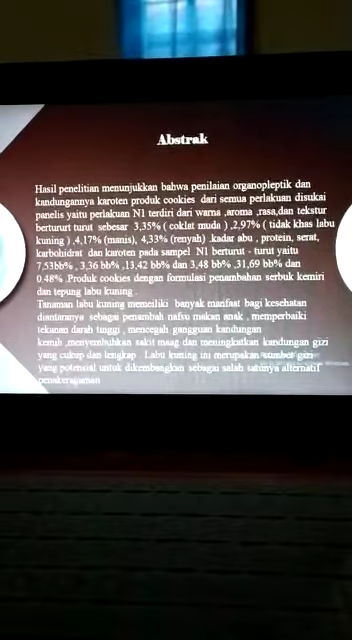 Abstrak
Hasil penelitian menunjukkan bahwa penilaian organopleptik dan
kandungannya karoten produk cookies dari semua perlakuan disukai
panelis yaitu perlakuan N1 terdiri dari warna ,aroma ,rasa,dan tekstur
bertururt turut sebesar 3,35% ( coklat muda ) ,2,97% ( tidak khas labu
kuning ) ,4,17% (manis), 4,33% (renyah) .kadar abu , protein, serat,
karbohidrat dan karoten pada sampel N1 berturut - turut yaitu
7,53bb% , 3,36 bb% ,13,42 bb% dan 3,48 bb% ,31,69 bb% dan
0,48% .Produk cookies dengan formulasi penambahan serbuk kemiri
dan tepung labu kuning .
Tanaman labu kuning memeiliki banyak manfaat bagi kesehatan
diantaranya sebagai penambah nafsu makan anak , memperbaiki
tekanan darah tinggi , mencegah gangguan kandungan
kemih ,menyembuhkan sakit maag dan meningkatkan kandungan gizi
yang cukup dan lengkap . Labu kuning ini merupakan sumber gizi
yang potensial untuk dikembangkan sebagai salah satunya alternatif
penakeragaman